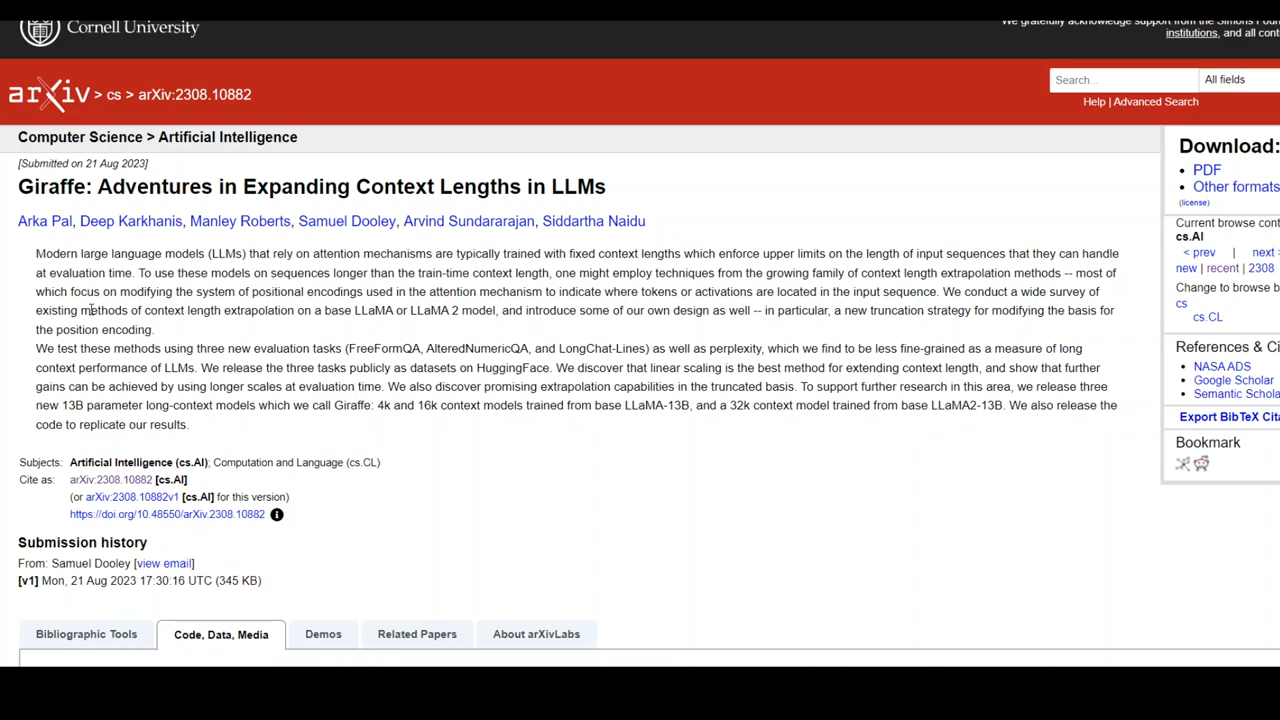 Cornell University
We gratefully acknowledge support from the Simons
institutions, and all
arXiv > cs > arXiv:2308.10882
Search...
All fields
Help | Advanced Search
Computer Science > Artificial Intelligence
[Submitted on 21 Aug 2023]
Giraffe: Adventures in Expanding Context Lengths in LLMs
Arka Pal, Deep Karkhanis, Manley Roberts, Samuel Dooley, Arvind Sundararajan, Siddartha Naidu
Modern large language models (LLMs) that rely on attention mechanisms are typically trained with fixed context lengths which enforce upper limits on the length of input sequences that they can handle
at evaluation time. To use these models on sequences longer than the train-time context length, one might employ techniques from the growing family of context length extrapolation methods -- most of
which focus on modifying the system of positional encodings used in the attention mechanism to indicate where tokens or activations are located in the input sequence. We conduct a wide survey of
existing methods of context length extrapolation on a base LLaMA or LLaMA 2 model, and introduce some of our own design as well -- in particular, a new truncation strategy for modifying the basis for
the position encoding.
We test these methods using three new evaluation tasks (FreeFormQA, AlteredNumericQA, and LongChat-Lines) as well as perplexity, which we find to be less fine-grained as a measure of long
context performance of LLMs. We release the three tasks publicly as datasets on HuggingFace. We discover that linear scaling is the best method for extending context length, and show that further
gains can be achieved by using longer scales at evaluation time. We also discover promising extrapolation capabilities in the truncated basis. To support further research in this area, we release three
new 13B parameter long-context models which we call Giraffe: 4k and 16k context models trained from base LLaMA-13B, and a 32k context model trained from base LLaMA2-13B. We also release the
code to replicate our results.
Subjects: Artificial Intelligence (cs.AI); Computation and Language (cs.CL)
Cite as: arXiv:2308.10882 [cs.AI]
(or arXiv:2308.10882v1 [cs.AI] for this version)
https://doi.org/10.48550/arXiv.2308.10882
Submission history
From: Samuel Dooley [view email]
[v1] Mon, 21 Aug 2023 17:30:16 UTC (345 KB)
Bibliographic Tools
Code, Data, Media
Demos
Related Papers
About arXivLabs
Download:
PDF
Other formats
(license)
Current browse
cs.AI
< prev | next >
new | recent | 2308
Change to browse
cs
cs.CL
References &
NASA ADS
Google Scholar
Semantic
Export BibTeX
Bookmark